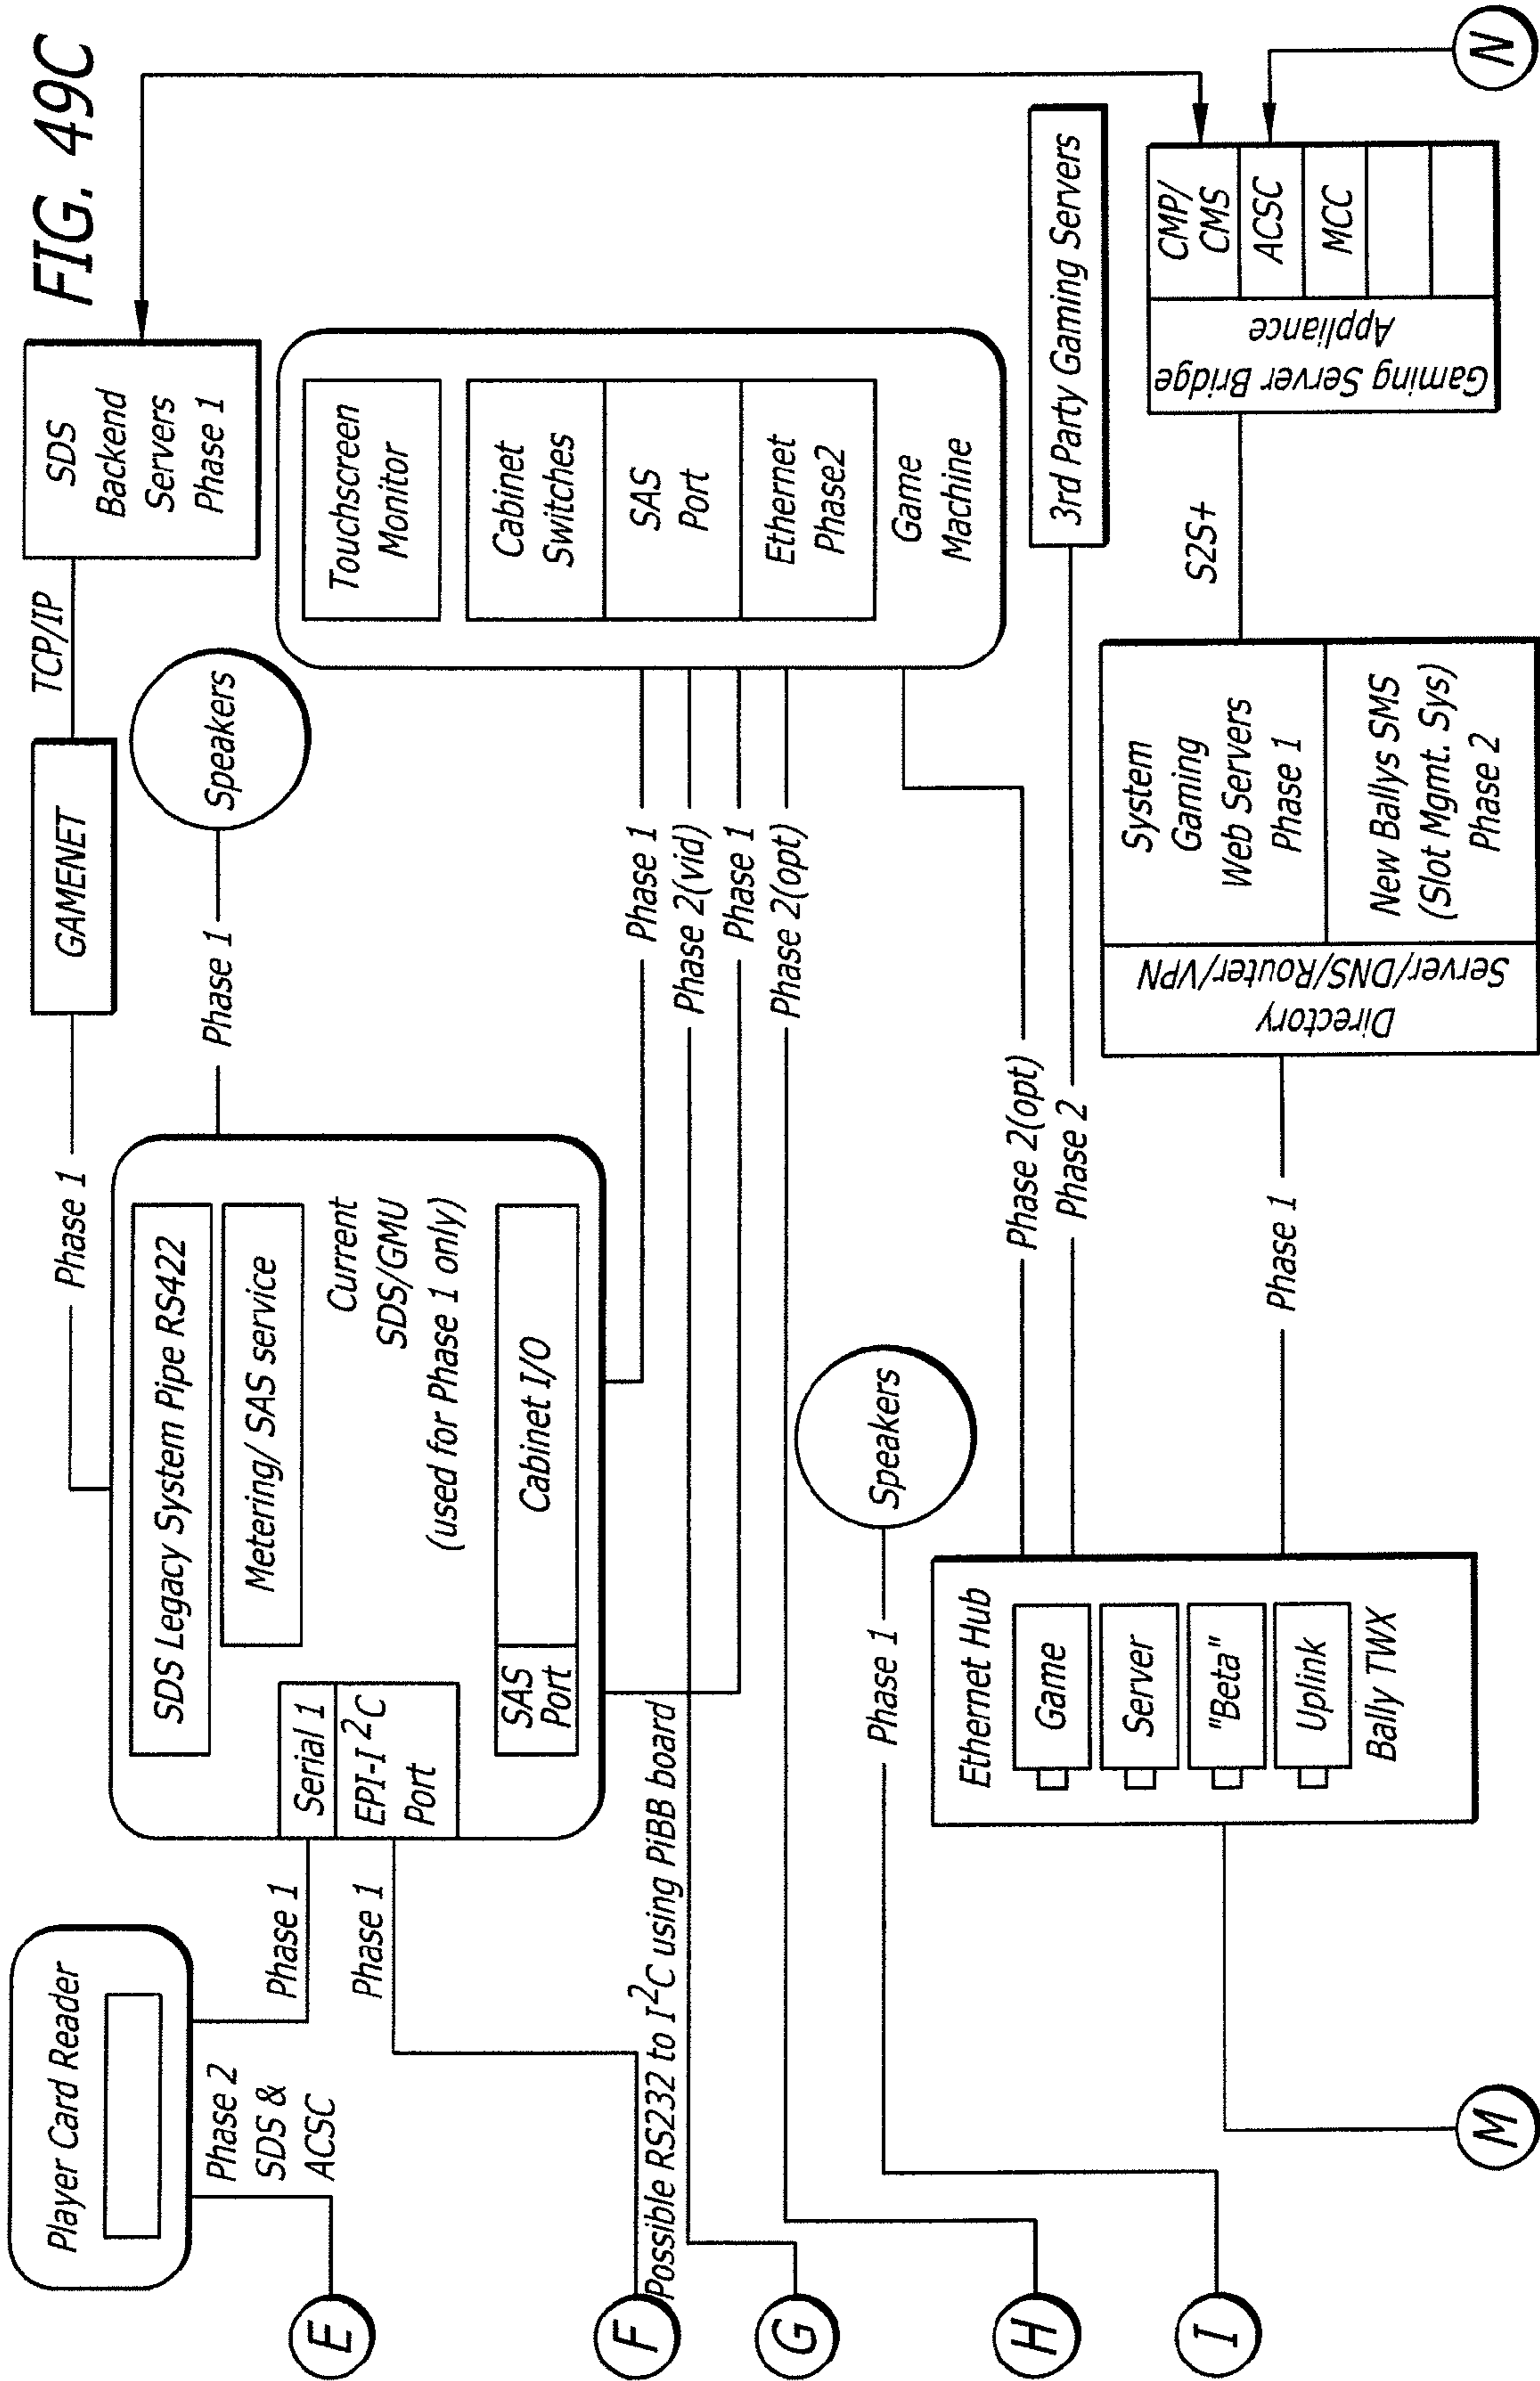 FIG. 49C
Player Card Reader
Phase 2
SDS &
ACSC
Phase 1
Phase 1
E
F
Possible RS232 to I²C using PiBB board
G
H
I
M
N
SDS Legacy System Pipe RS422
Metering/ SAS service
Serial 1
EPI-I²C
Port
Current
SDS/GMU
(used for Phase 1 only)
SAS
Port
Cabinet I/O
Phase 1
GAMENET
TCP/IP
SDS
Backend
Servers
Phase 1
Phase 1
Speakers
Touchscreen
Monitor
Cabinet
Switches
SAS
Port
Ethernet
Phase2
Game
Machine
Phase 1
Phase 2(vid)
Phase 1
Phase 2(opt)
Speakers
Phase 1
Phase 2(opt)
Phase 2
3rd Party Gaming Servers
Ethernet Hub
Game
Server
"Beta"
Uplink
Bally TWX
Phase 1
Directory
Server/DNS/Router/VPN
System
Gaming
Web Servers
Phase 1
New Ballys SMS
(Slot Mgmt. Sys)
Phase 2
S2S+
Gaming Server Bridge
Appliance
CMP/
CMS
ACSC
MCC